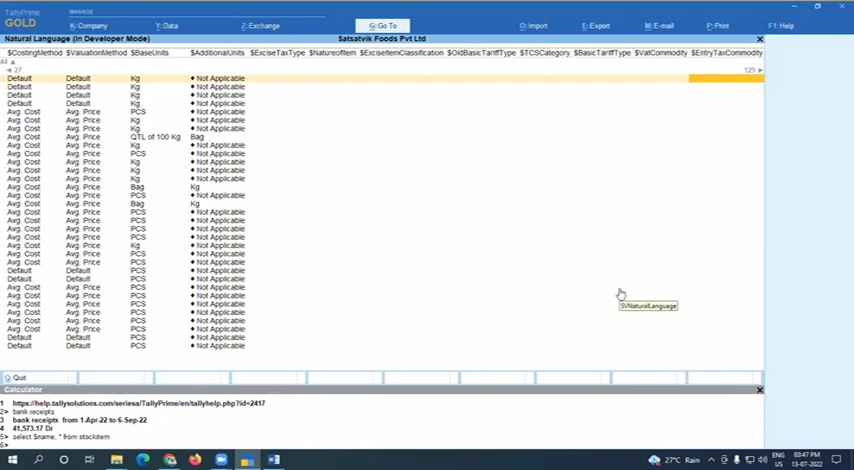 TallyPrime
GOLD
MANAGE
K: Company Y: Data Z: Exchange G: Go To O: Import E: Export M: E-mail P: Print F1: Help
Natural Language (In Developer Mode) Satsatvik Foods Pvt Ltd
$CostingMethod $ValuationMethod $BaseUnits $AdditionalUnits $ExciseTaxType $NatureofItem $ExciseItemClassification $OldBasicTariffType $TCSCategory $BasicTariffType $VatCommodity $EntryTaxCommodity
44 ▲
◄ 27 129 ►
Default Default Kg ♦ Not Applicable
Default Default Kg ♦ Not Applicable
Default Default Kg ♦ Not Applicable
Default Default Kg ♦ Not Applicable
Avg. Cost Avg. Price PCS ♦ Not Applicable
Avg. Cost Avg. Price Kg ♦ Not Applicable
Avg. Cost Avg. Price Kg ♦ Not Applicable
Avg. Cost Avg. Price QTL of 100 Kg Bag
Avg. Cost Avg. Price Kg ♦ Not Applicable
Avg. Cost Avg. Price PCS ♦ Not Applicable
Avg. Cost Avg. Price Kg ♦ Not Applicable
Avg. Cost Avg. Price Kg ♦ Not Applicable
Avg. Cost Avg. Price Kg ♦ Not Applicable
Avg. Cost Avg. Price Bag Kg
Avg. Cost Avg. Price PCS ♦ Not Applicable
Avg. Cost Avg. Price Bag Kg
Avg. Cost Avg. Price PCS ♦ Not Applicable
Avg. Cost Avg. Price PCS ♦ Not Applicable
Avg. Cost Avg. Price PCS ♦ Not Applicable
Avg. Cost Avg. Price PCS ♦ Not Applicable
Avg. Cost Avg. Price Kg ♦ Not Applicable
Avg. Cost Avg. Price PCS ♦ Not Applicable
Avg. Cost Avg. Price PCS ♦ Not Applicable
Default Default PCS ♦ Not Applicable
Default Default PCS ♦ Not Applicable
Avg. Cost Avg. Price PCS ♦ Not Applicable
Avg. Cost Avg. Price PCS ♦ Not Applicable
Avg. Cost Avg. Price PCS ♦ Not Applicable
Avg. Cost Avg. Price PCS ♦ Not Applicable
Avg. Cost Avg. Price PCS ♦ Not Applicable
Avg. Cost Avg. Price PCS ♦ Not Applicable
Default Default PCS ♦ Not Applicable
Default Default PCS ♦ Not Applicable
SVNaturalLanguage
Q: Quit
Calculator
1 https://help.tallysolutions.com/seriesa/TallyPrime/en/tallyhelp.php?id=2417
2> bank receipts
3 bank receipts from 1-Apr-22 to 6-Sep-22
4 41,573.17 Dr
5> select $name, * from stockitem
6>
27°C Rain ENG US 03:47 PM 13-07-2022